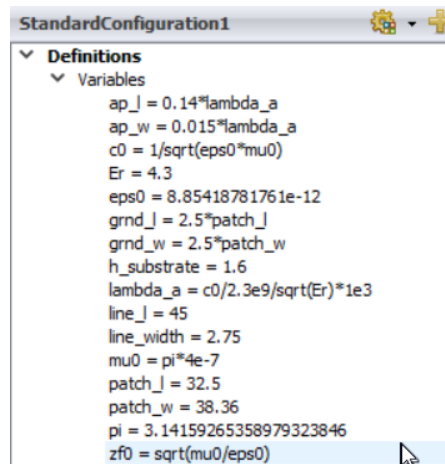 StandardConfiguration1
Definitions
Variables
ap_l = 0.14*lambda_a
ap_w = 0.015*lambda_a
c0 = 1/sqrt(eps0*mu0)
Er = 4.3
eps0 = 8.85418781761e-12
grnd_l = 2.5*patch_l
grnd_w = 2.5*patch_w
h_substrate = 1.6
lambda_a = c0/2.3e9/sqrt(Er)*1e3
line_l = 45
line_width = 2.75
mu0 = pi*4e-7
patch_l = 32.5
patch_w = 38.36
pi = 3.14159265358979323846
zf0 = sqrt(mu0/eps0)